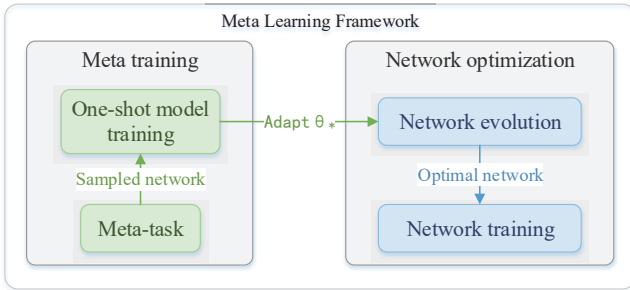 Meta Learning Framework
Meta training
One-shot model
training
Sampled network
Meta-task
Adapt θ*
Network optimization
Network evolution
Optimal network
Network training